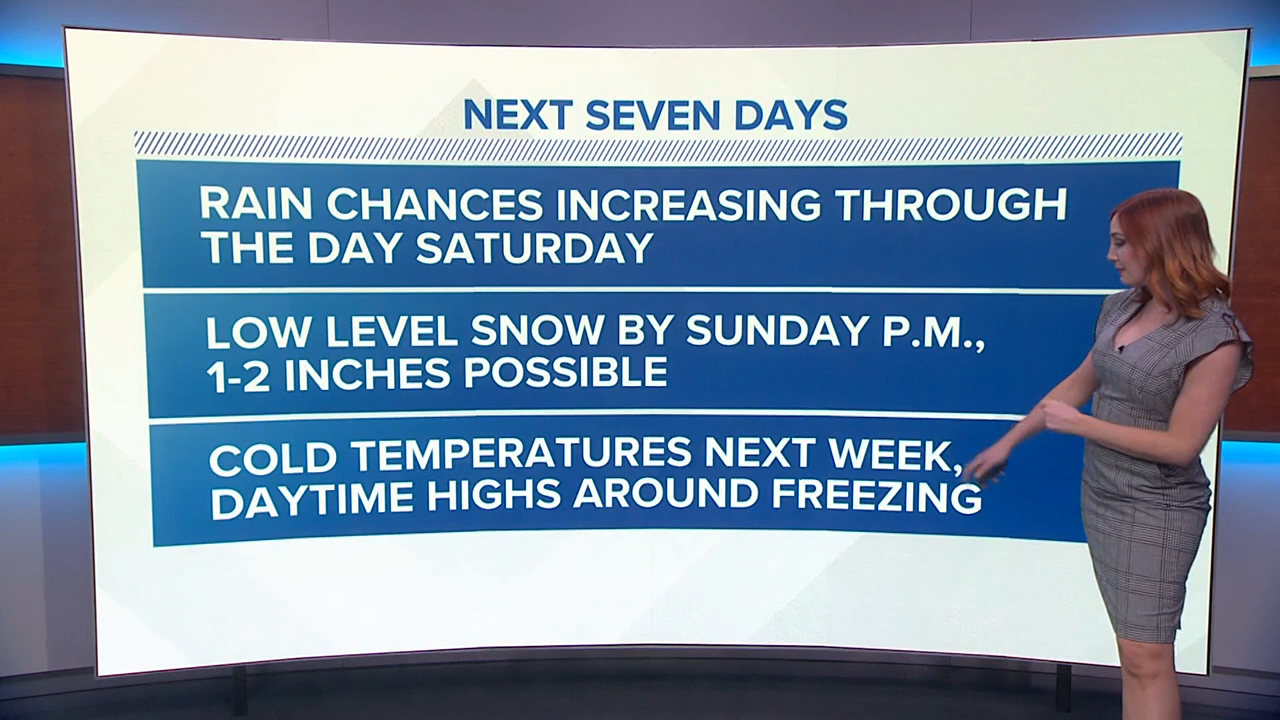 NEXT SEVEN DAYS
RAIN CHANCES INCREASING THROUGH
THE DAY SATURDAY
LOW LEVEL SNOW BY SUNDAY P.M.,
1-2 INCHES POSSIBLE
COLD TEMPERATURES NEXT WEEK,
DAYTIME HIGHS AROUND FREEZING